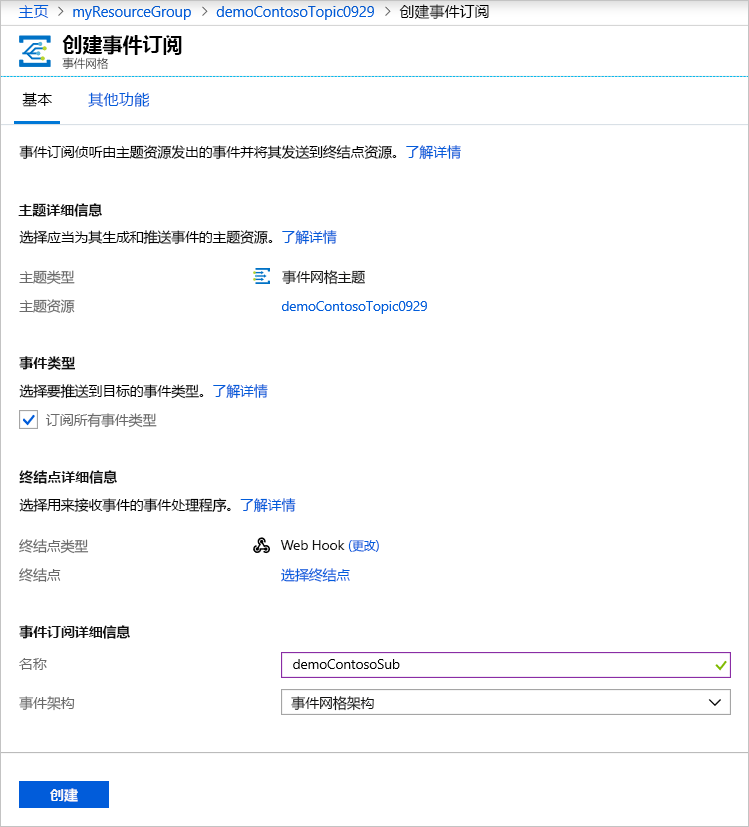 主页 > myResourceGroup > demoContosoTopic0929 > 创建事件订阅
创建事件订阅
事件网格
基本 其他功能
事件订阅侦听由主题资源发出的事件并将其发送到终结点资源。了解详情
主题详细信息
选择应当为其生成和推送事件的主题资源。了解详情
主题类型 事件网格主题
主题资源 demoContosoTopic0929
事件类型
选择要推送到目标的事件类型。了解详情
订阅所有事件类型
终结点详细信息
选择用来接收事件的事件处理程序。了解详情
终结点类型 Web Hook (更改)
终结点 选择终结点
事件订阅详细信息
名称 demoContosoSub
事件架构 事件网格架构
创建